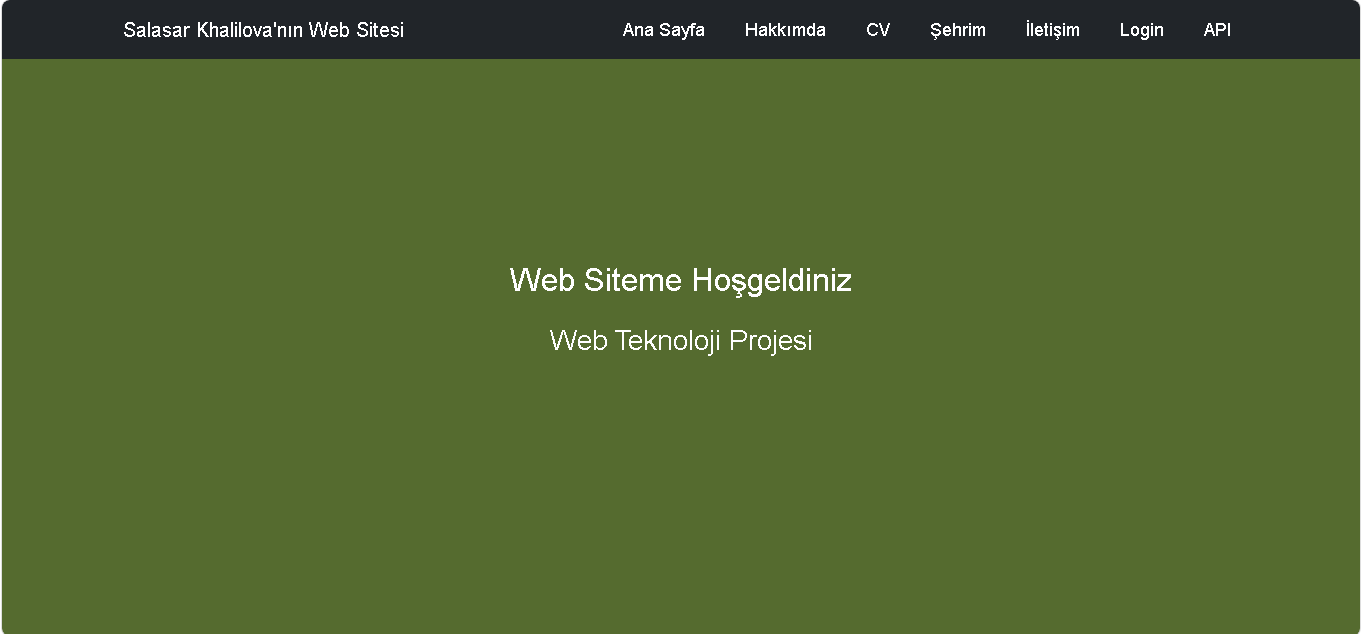 Salasar Khalilova'nın Web Sitesi Ana Sayfa Hakkımda CV Şehrim İletişim Login API
Web Siteme Hoşgeldiniz
Web Teknoloji Projesi